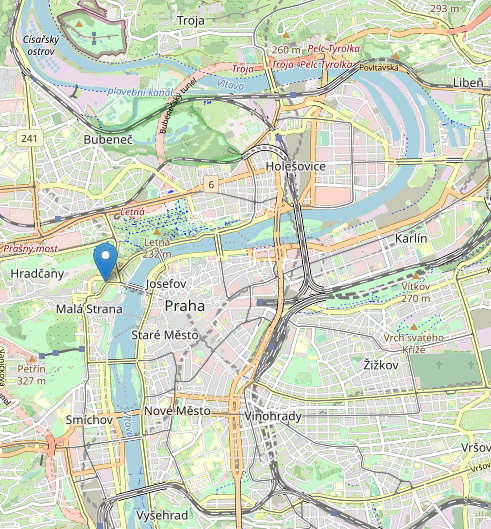 293 m
Troja
Císařský
ostrov
260 m
Pelc-Tyrolka
Troja
Troja, Pelc-Tyrolka
Povltavská
Libeň
plavební kanál
Vltava
Bubenečský tunel
241
Bubeneč
Holešovice
6
Letná
Prašný most
Letná
232 m
Karlín
Hradčany
Josefov
Vítkov
270 m
Malá Strana
Praha
Staré Město
Vrch svatého
Kříže
Žižkov
Petřín
327 m
Nové Město
Vinohrady
Smíchov
Vltava
Vršov
Vršov
Vyšehrad